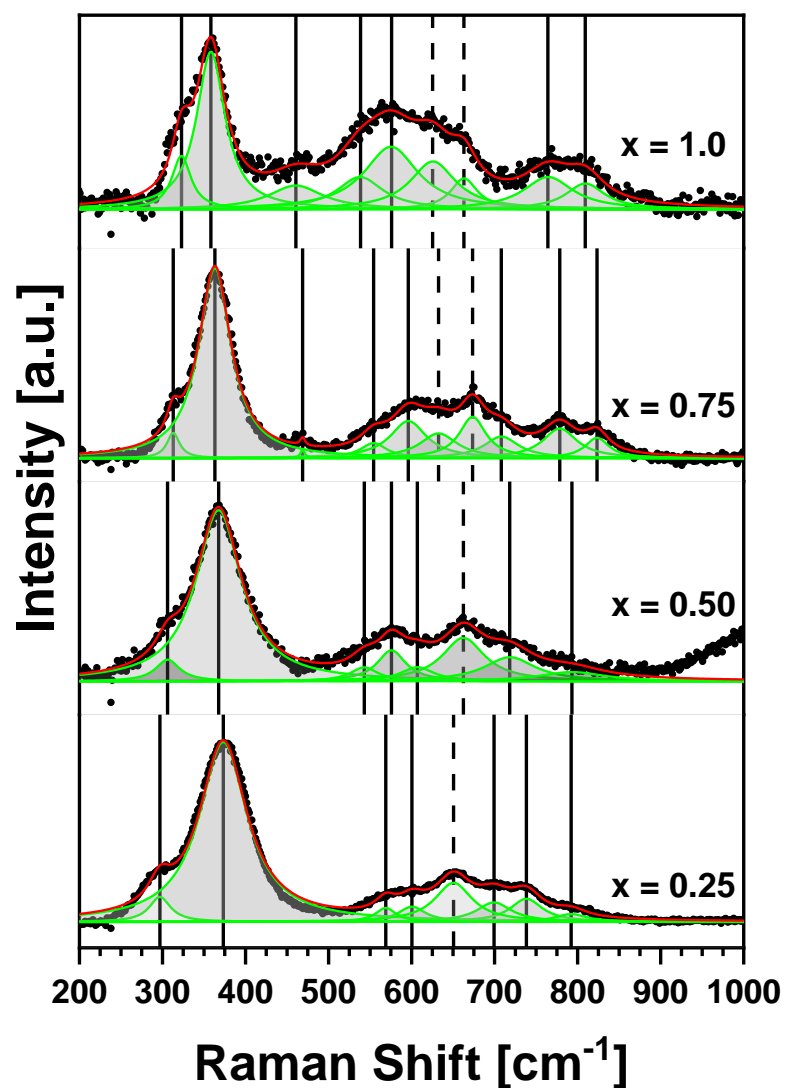 x = 1.0
x = 0.75
x = 0.50
x = 0.25
Intensity [a.u.]
200 300 400 500 600 700 800 900 1000
Raman Shift [cm⁻¹]